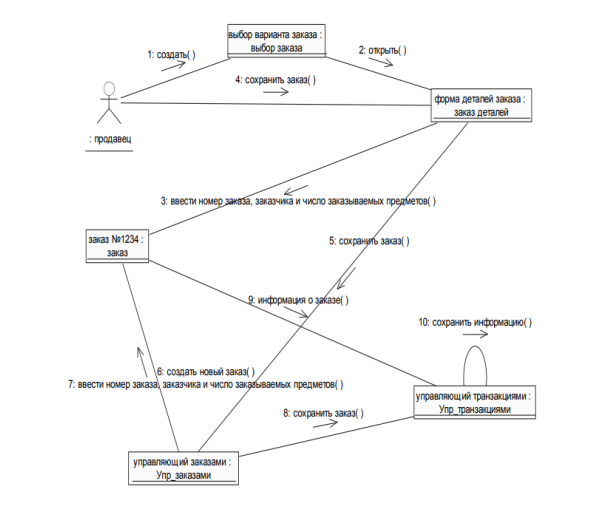 выбор варианта заказа :
выбор заказа
1: создать( )
2: открыть( )
4: сохранить заказ( )
форма деталей заказа :
заказ деталей
: продавец
3: ввести номер заказа, заказчика и число заказываемых предметов( )
заказ №1234 :
заказ
5: сохранить заказ( )
9: информация о заказе( )
10: сохранить информацию( )
6: создать новый заказ( )
7: ввести номер заказа, заказчика и число заказываемых предметов( )
управляющий транзакциями :
Упр_транзакциями
8: сохранить заказ( )
управляющий заказами :
Упр_заказами